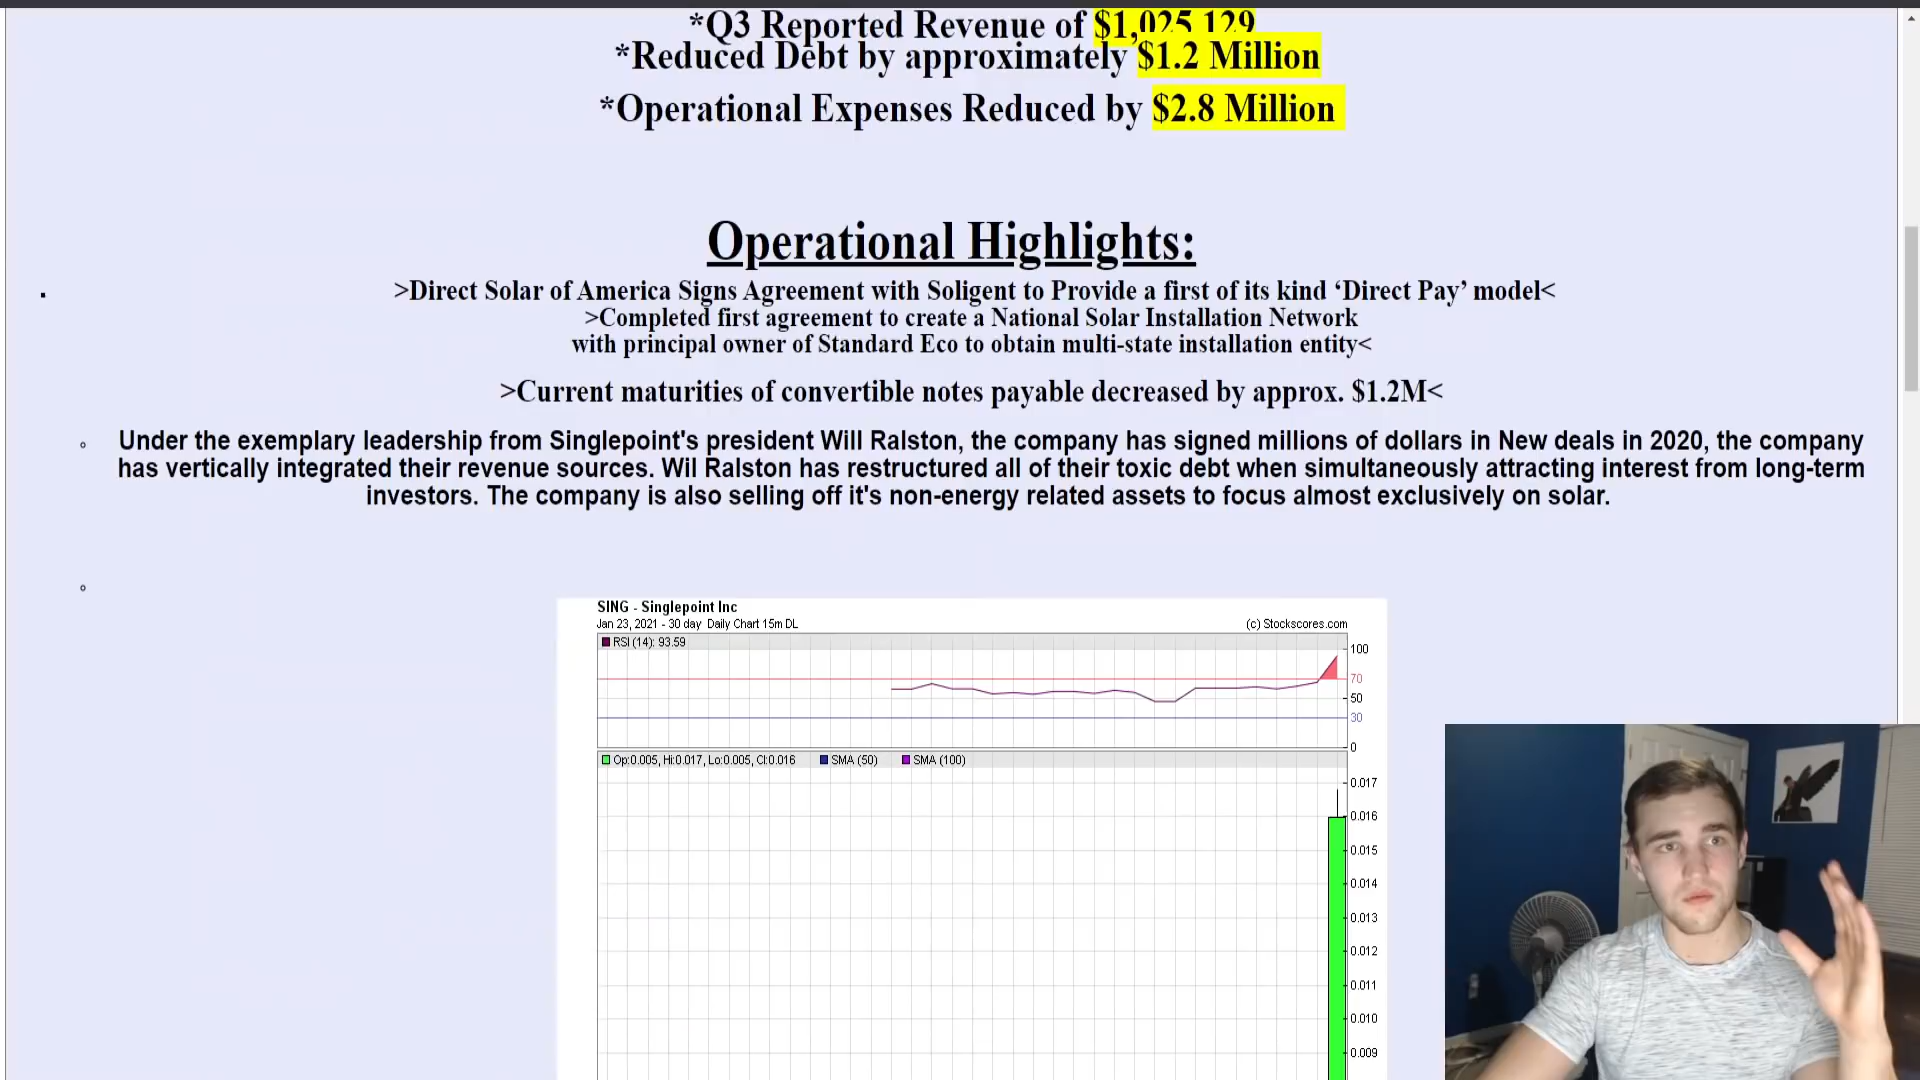 *Q3 Reported Revenue of $1,025,129
*Reduced Debt by approximately $1.2 Million
*Operational Expenses Reduced by $2.8 Million
Operational Highlights:
>Direct Solar of America Signs Agreement with Soligent to Provide a first of its kind ‘Direct Pay’ model<
>Completed first agreement to create a National Solar Installation Network
with principal owner of Standard Eco to obtain multi-state installation entity<
>Current maturities of convertible notes payable decreased by approx. $1.2M<
Under the exemplary leadership from Singlepoint's president Will Ralston, the company has signed millions of dollars in New deals in 2020, the company
has vertically integrated their revenue sources. Wil Ralston has restructured all of their toxic debt when simultaneously attracting interest from long-term
investors. The company is also selling off it's non-energy related assets to focus almost exclusively on solar.
SING - Singlepoint Inc
Jan 23, 2021 - 30 day Daily Chart 15m DL
(c) Stockscores.com
RSI (14): 93.59
100
70
50
30
0
Op:0.005, Hi:0.017, Lo:0.005, Cl:0.016 SMA (50) SMA (100)
0.017
0.016
0.015
0.014
0.013
0.012
0.011
0.010
0.009